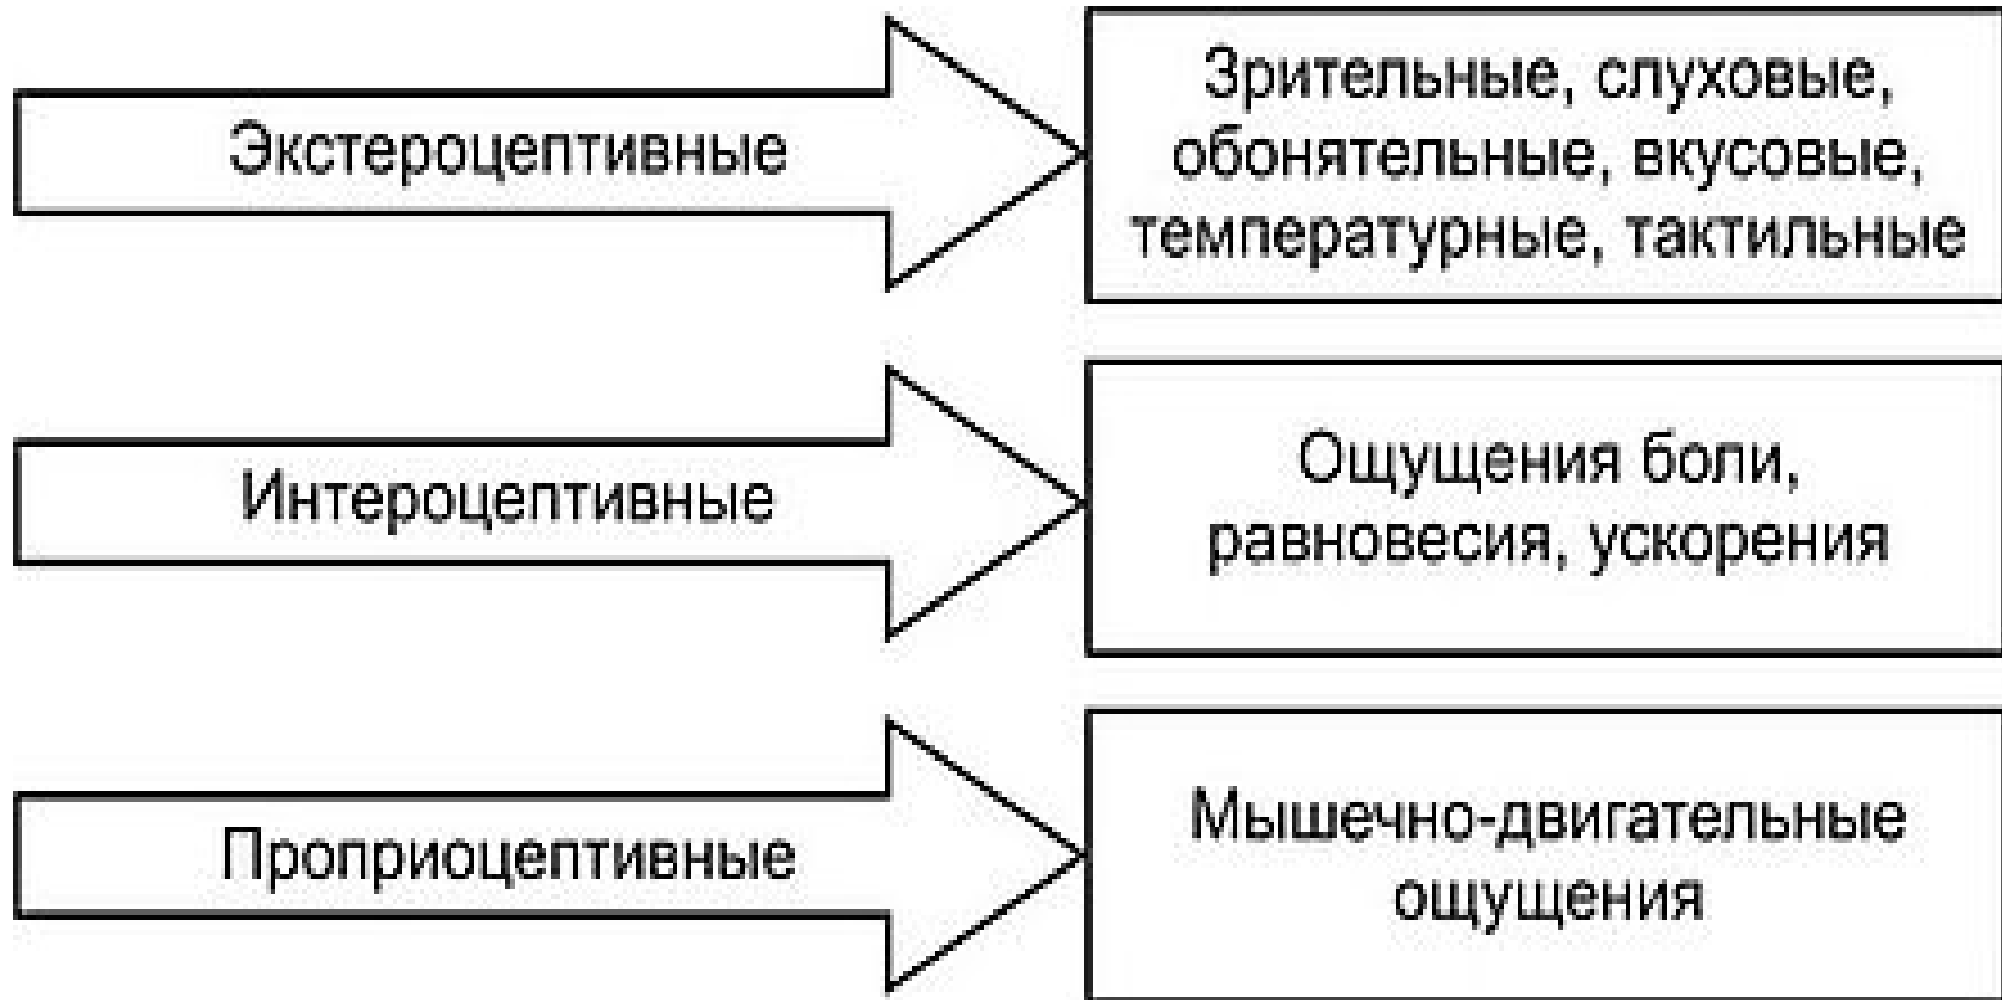 Экстероцептивные
Зрительные, слуховые,
обонятельные, вкусовые,
температурные, тактильные
Интероцептивные
Ощущения боли,
равновесия, ускорения
Проприоцептивные
Мышечно-двигательные
ощущения